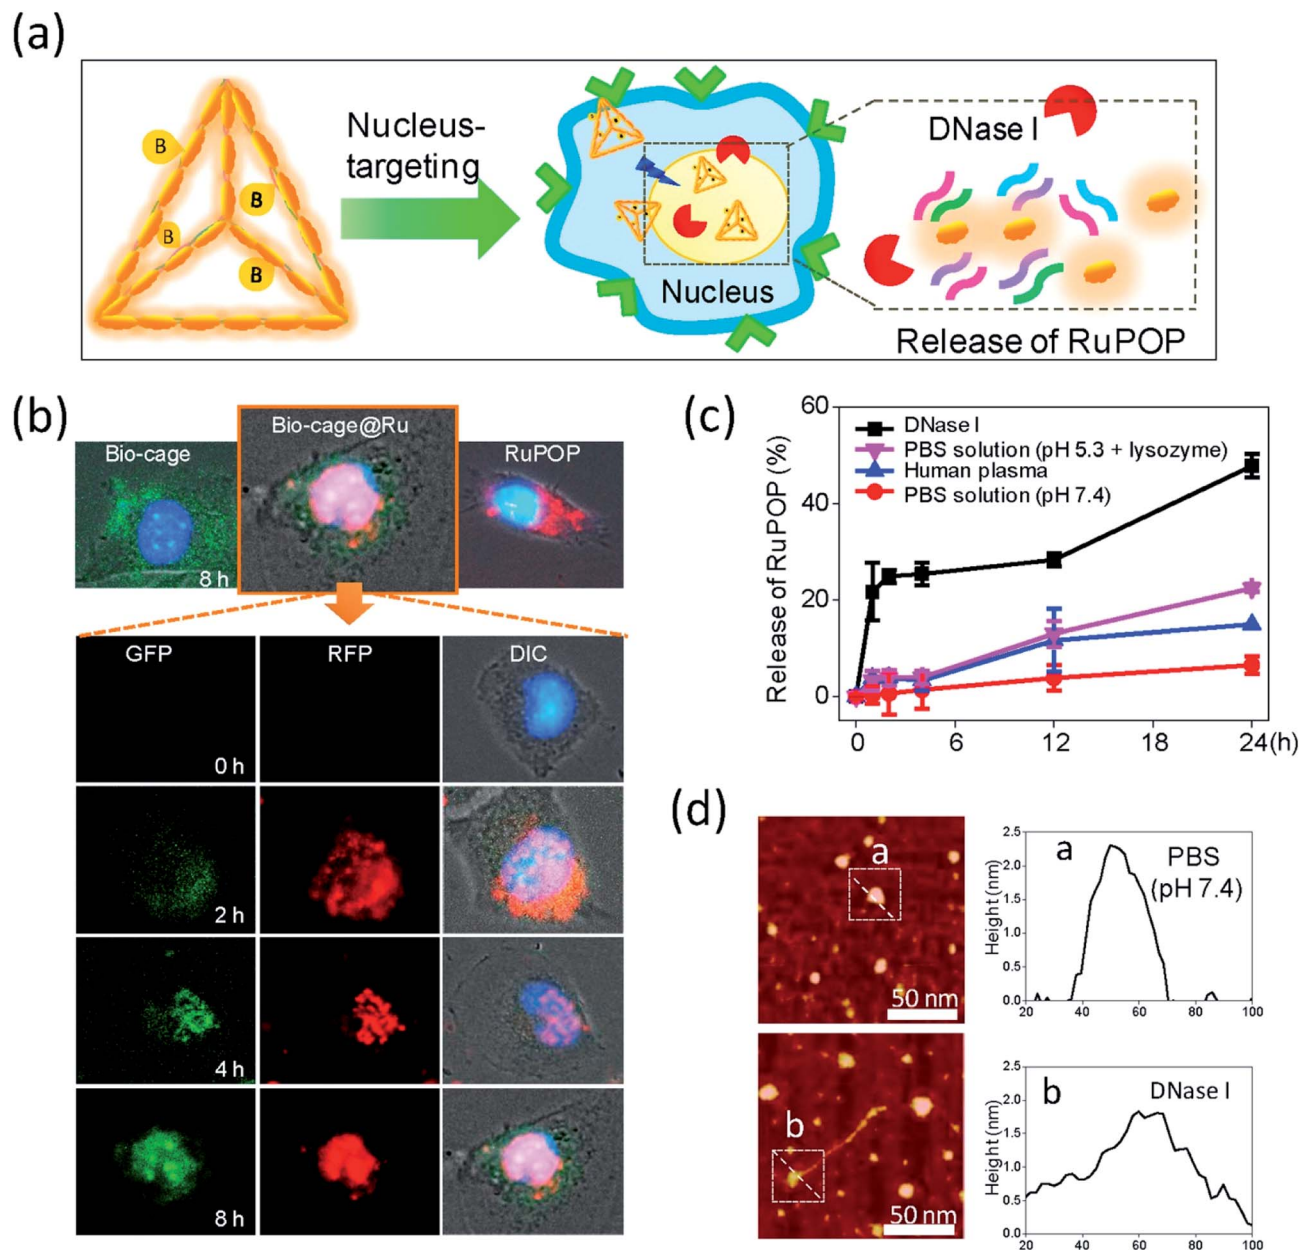 (a)
B
B
B
B
Nucleus-
targeting
Nucleus
DNase I
Release of RuPOP
(b)
Bio-cage
8 h
Bio-cage@Ru
RuPOP
GFP
RFP
DIC
0 h
2 h
4 h
8 h
(c)
Release of RuPOP (%)
60
40
20
0
DNase I
PBS solution (pH 5.3 + lysozyme)
Human plasma
PBS solution (pH 7.4)
0 6 12 18 24 (h)
(d)
a
50 nm
Height (nm)
2.5
2.0
1.5
1.0
0.5
0.0
a
PBS
(pH 7.4)
20 40 60 80 100
b
50 nm
Height (nm)
2.5
2.0
1.5
1.0
0.5
0.0
b
DNase I
20 40 60 80 100